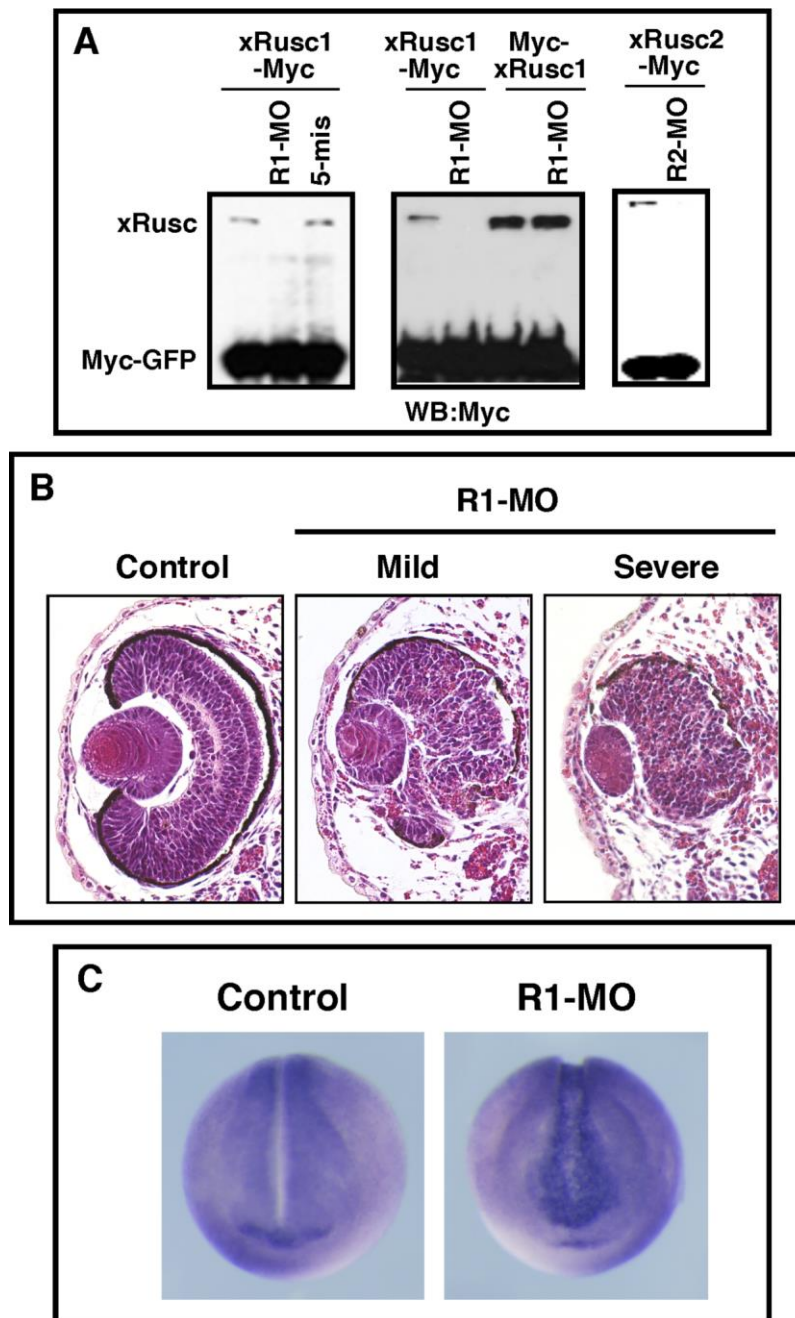 A
xRusc1
-Myc
xRusc1
-Myc
Myc-
xRusc1
xRusc2
-Myc
R1-MO
5-mis
R1-MO
R1-MO
R2-MO
xRusc
Myc-GFP
WB:Myc
B
R1-MO
Control
Mild
Severe
C
Control
R1-MO